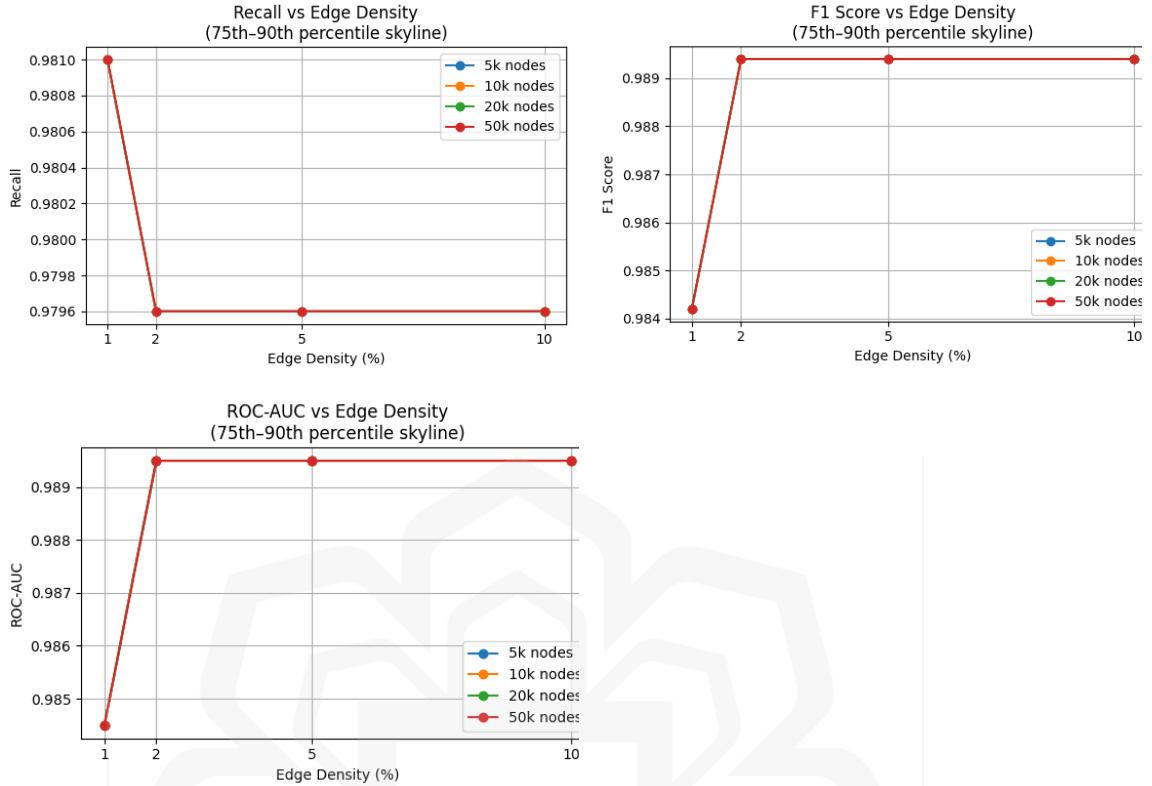 Recall vs Edge Density
(75th–90th percentile skyline)
0.9810
0.9808
0.9806
0.9804
0.9802
0.9800
0.9798
0.9796
Recall
1 2 5 10
Edge Density (%)
5k nodes
10k nodes
20k nodes
50k nodes
F1 Score vs Edge Density
(75th–90th percentile skyline)
0.989
0.988
0.987
0.986
0.985
0.984
F1 Score
1 2 5 10
Edge Density (%)
5k nodes
10k nodes
20k nodes
50k nodes
ROC-AUC vs Edge Density
(75th–90th percentile skyline)
0.989
0.988
0.987
0.986
0.985
ROC-AUC
1 2 5 10
Edge Density (%)
5k nodes
10k nodes
20k nodes
50k nodes